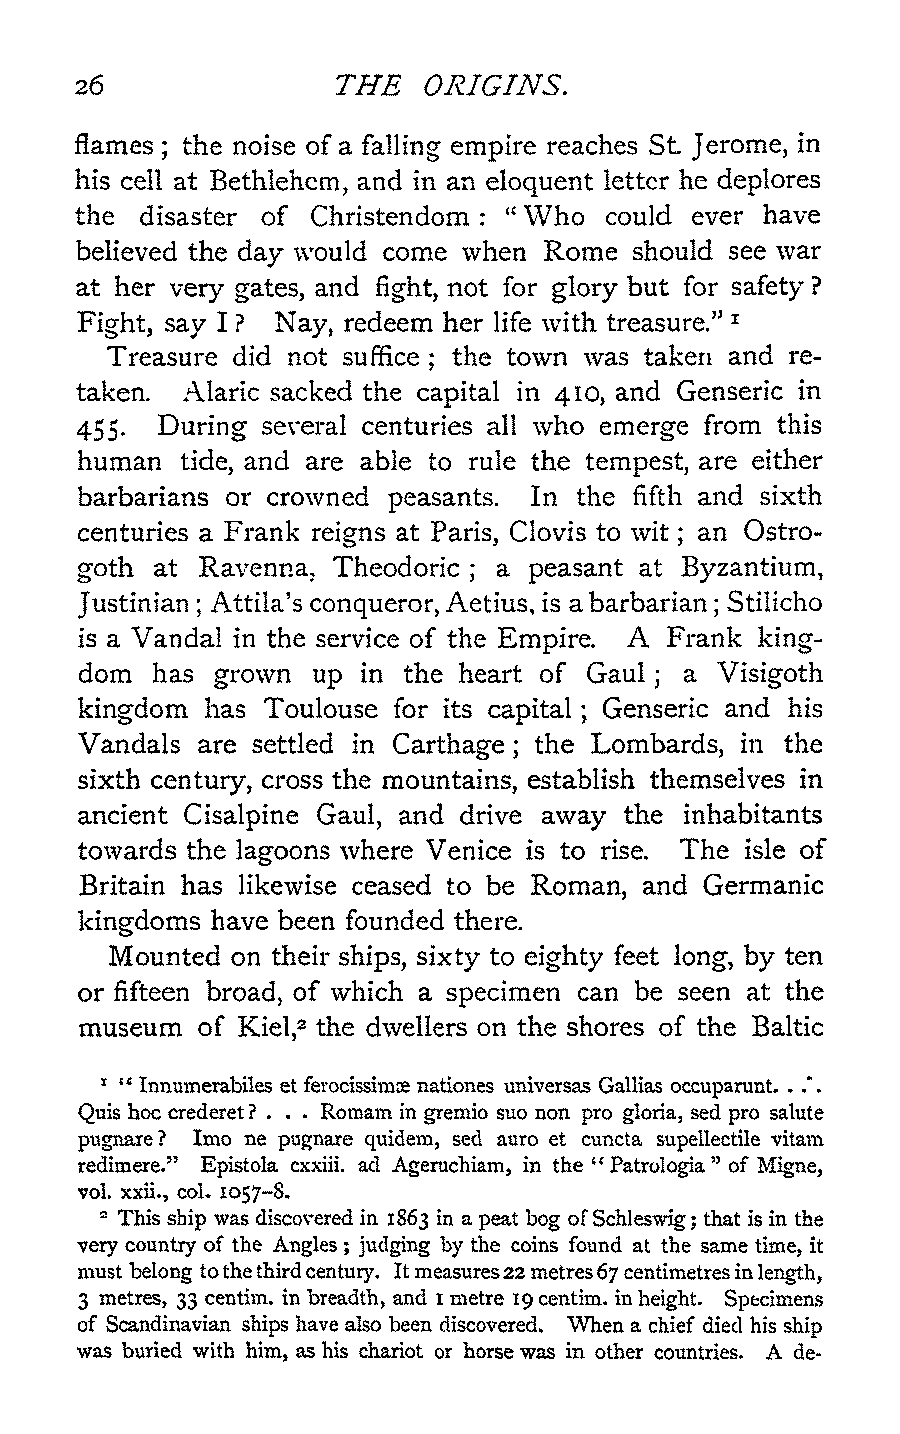 26 THE ORIGINS.
flames ; the noise of a falling empire reaches St. Jerome, in
his cell at Bethlehem, and in an eloquent letter he deplores
the disaster of Christendom : “ Who could ever have
believed the day would come when Rome should see war
at her very gates, and fight, not for glory but for safety ?
Fight, say I ? Nay, redeem her life with treasure.” ¹
Treasure did not suffice ; the town was taken and re-
taken. Alaric sacked the capital in 410, and Genseric in
455. During several centuries all who emerge from this
human tide, and are able to rule the tempest, are either
barbarians or crowned peasants. In the fifth and sixth
centuries a Frank reigns at Paris, Clovis to wit ; an Ostro-
goth at Ravenna, Theodoric ; a peasant at Byzantium,
Justinian ; Attila’s conqueror, Aetius, is a barbarian ; Stilicho
is a Vandal in the service of the Empire. A Frank king-
dom has grown up in the heart of Gaul ; a Visigoth
kingdom has Toulouse for its capital ; Genseric and his
Vandals are settled in Carthage ; the Lombards, in the
sixth century, cross the mountains, establish themselves in
ancient Cisalpine Gaul, and drive away the inhabitants
towards the lagoons where Venice is to rise. The isle of
Britain has likewise ceased to be Roman, and Germanic
kingdoms have been founded there.
Mounted on their ships, sixty to eighty feet long, by ten
or fifteen broad, of which a specimen can be seen at the
museum of Kiel,² the dwellers on the shores of the Baltic
¹ “ Innumerabiles et ferocissimæ nationes universas Gallias occuparunt. . . .
Quis hoc crederet ? . . . Romam in gremio suo non pro gloria, sed pro salute
pugnare ? Imo ne pugnare quidem, sed auro et cuncta supellectile vitam
redimere.” Epistola cxxiii. ad Ageruchiam, in the “ Patrologia ” of Migne,
vol. xxii., col. 1057–8.
² This ship was discovered in 1863 in a peat bog of Schleswig ; that is in the
very country of the Angles ; judging by the coins found at the same time, it
must belong to the third century. It measures 22 metres 67 centimetres in length,
3 metres, 33 centim. in breadth, and 1 metre 19 centim. in height. Specimens
of Scandinavian ships have also been discovered. When a chief died his ship
was buried with him, as his chariot or horse was in other countries. A de-